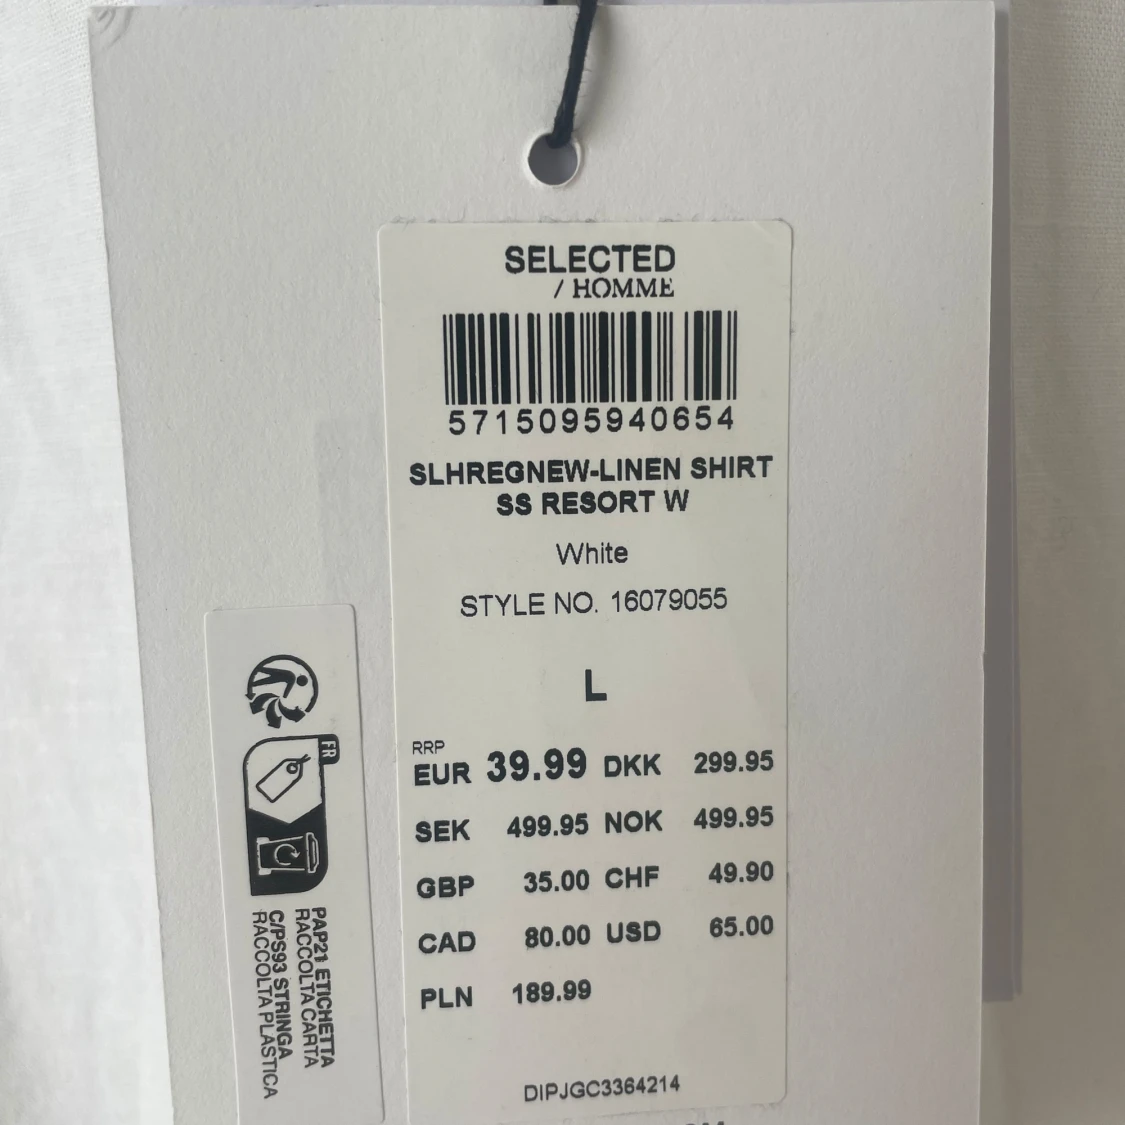 SELECTED
/ HOMME
5715095940654
SLHREGNEW-LINEN SHIRT
SS RESORT W
White
STYLE NO. 16079055
L
RRP
EUR 39.99 DKK 299.95
SEK 499.95 NOK 499.95
GBP 35.00 CHF 49.90
CAD 80.00 USD 65.00
PLN 189.99
DIPJGC3364214
FR
PAP21 ETICHETTA
RACCOLTA CARTA
C/PS93 STRINGA
RACCOLTA PLASTICA